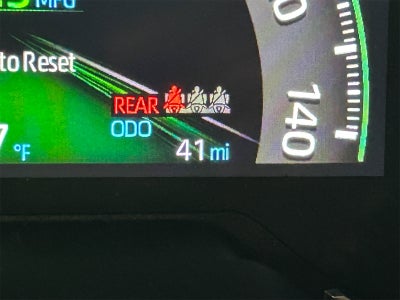 MPG
to Reset
REAR
ODO
°F
41 mi
140